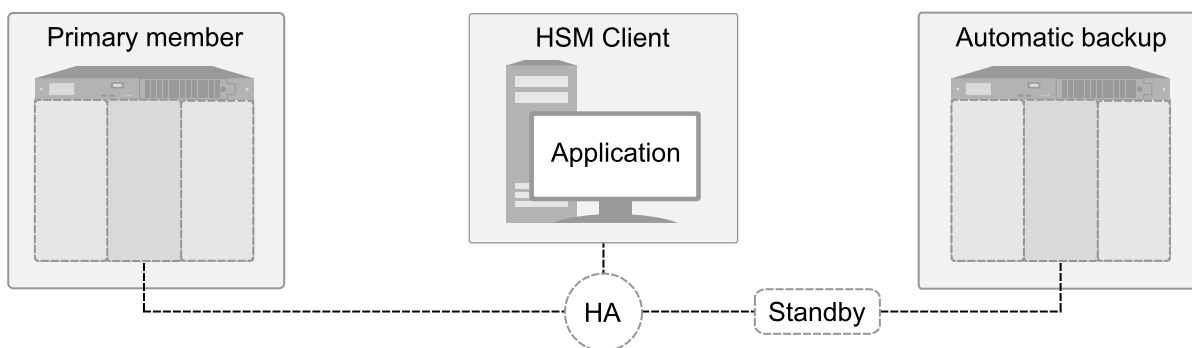 Primary member
HSM Client
Automatic backup
Application
HA
Standby